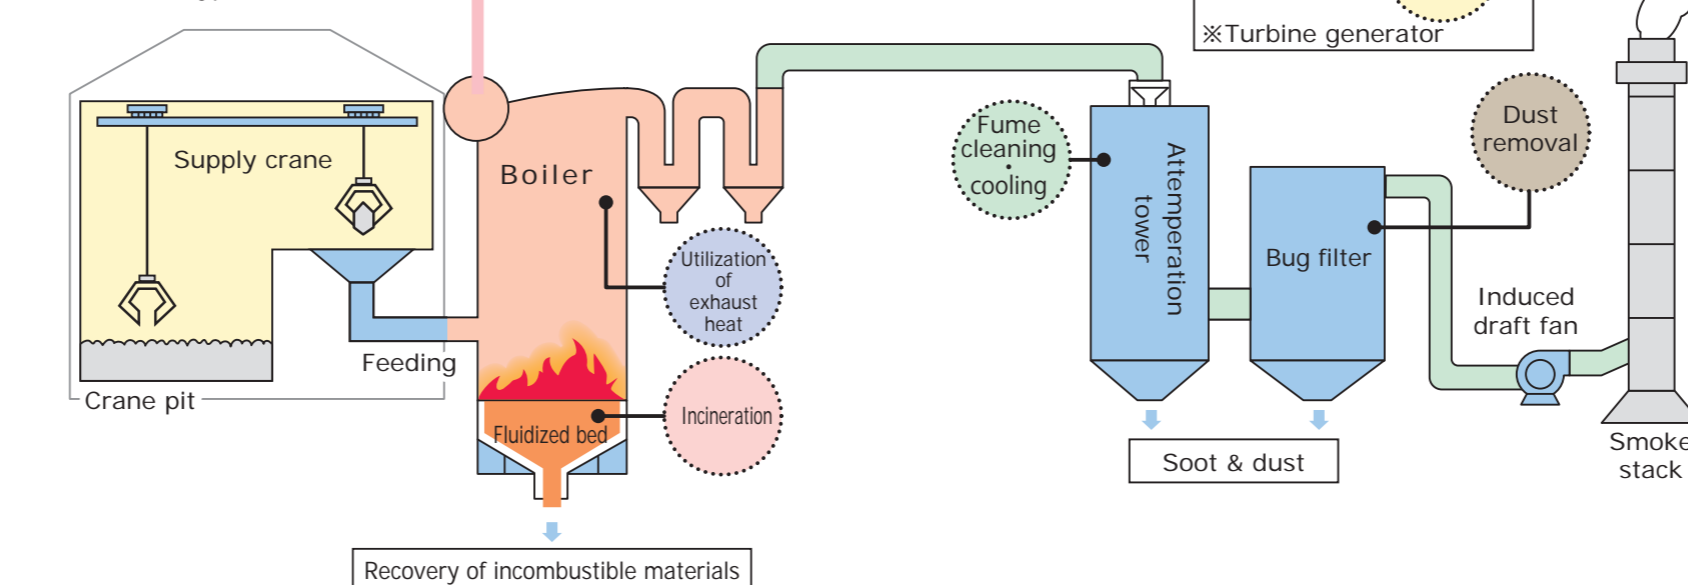 ※Turbine generator
Supply crane
Boiler
Fume
cleaning
・
cooling
Attemperation
tower
Dust
removal
Utilization
of
exhaust
heat
Bug filter
Induced
draft fan
Feeding
Crane pit
Incineration
Fluidized bed
Smoke
stack
Soot & dust
Recovery of incombustible materials